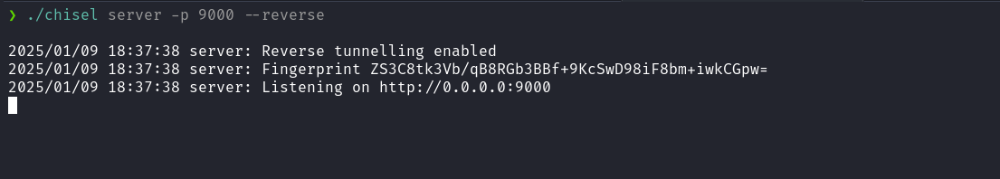 ❯ ./chisel server -p 9000 --reverse
2025/01/09 18:37:38 server: Reverse tunnelling enabled
2025/01/09 18:37:38 server: Fingerprint ZS3C8tk3Vb/qB8RGb3BBf+9KcSwD98iF8bm+iwkCGpw=
2025/01/09 18:37:38 server: Listening on http://0.0.0.0:9000